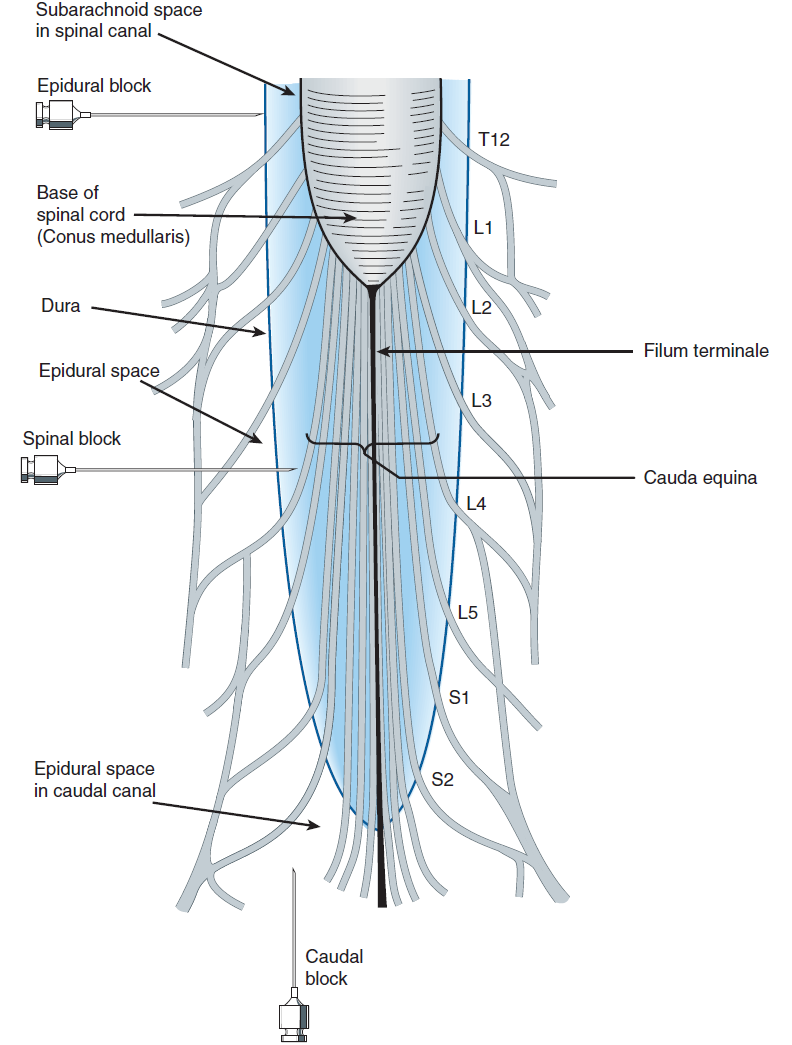 Subarachnoid space
in spinal canal
Epidural block
T12
Base of
spinal cord
(Conus medullaris)
L1
Dura
L2
Filum terminale
Epidural space
L3
Spinal block
Cauda equina
L4
L5
S1
Epidural space
in caudal canal
S2
Caudal
block